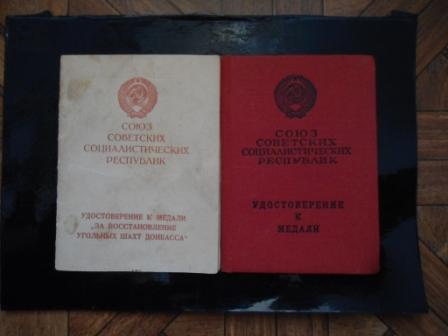 СОЮЗ
СОВЕТСКИХ
СОЦИАЛИСТИЧЕСКИХ
РЕСПУБЛИК
УДОСТОВЕРЕНИЕ К МЕДАЛИ
„ЗА ВОССТАНОВЛЕНИЕ
УГОЛЬНЫХ ШАХТ ДОНБАССА“
СОЮЗ
СОВЕТСКИХ
СОЦИАЛИСТИЧЕСКИХ
РЕСПУБЛИК
УДОСТОВЕРЕНИЕ
К
МЕДАЛИ